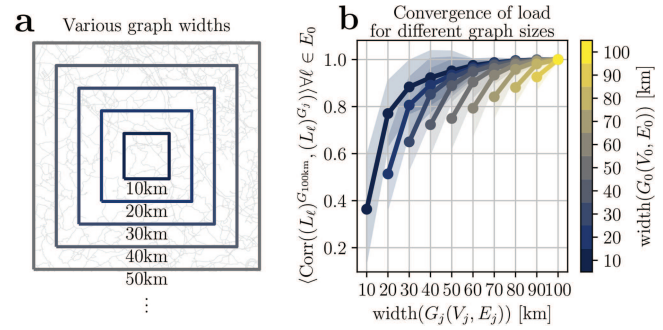 a
Various graph widths
10km
20km
30km
40km
50km
⋮
b
Convergence of load
for different graph sizes
⟨Corr((L_ℓ)^{G_{100km}}, (L_ℓ)^{G_j})⟩∀ℓ ∈ E_0
1.0
0.8
0.6
0.4
0.2
10 20 30 40 50 60 70 80 90 100
width(G_j(V_j, E_j)) [km]
100
90
80
70
60
50
40
30
20
10
width(G_0(V_0, E_0)) [km]